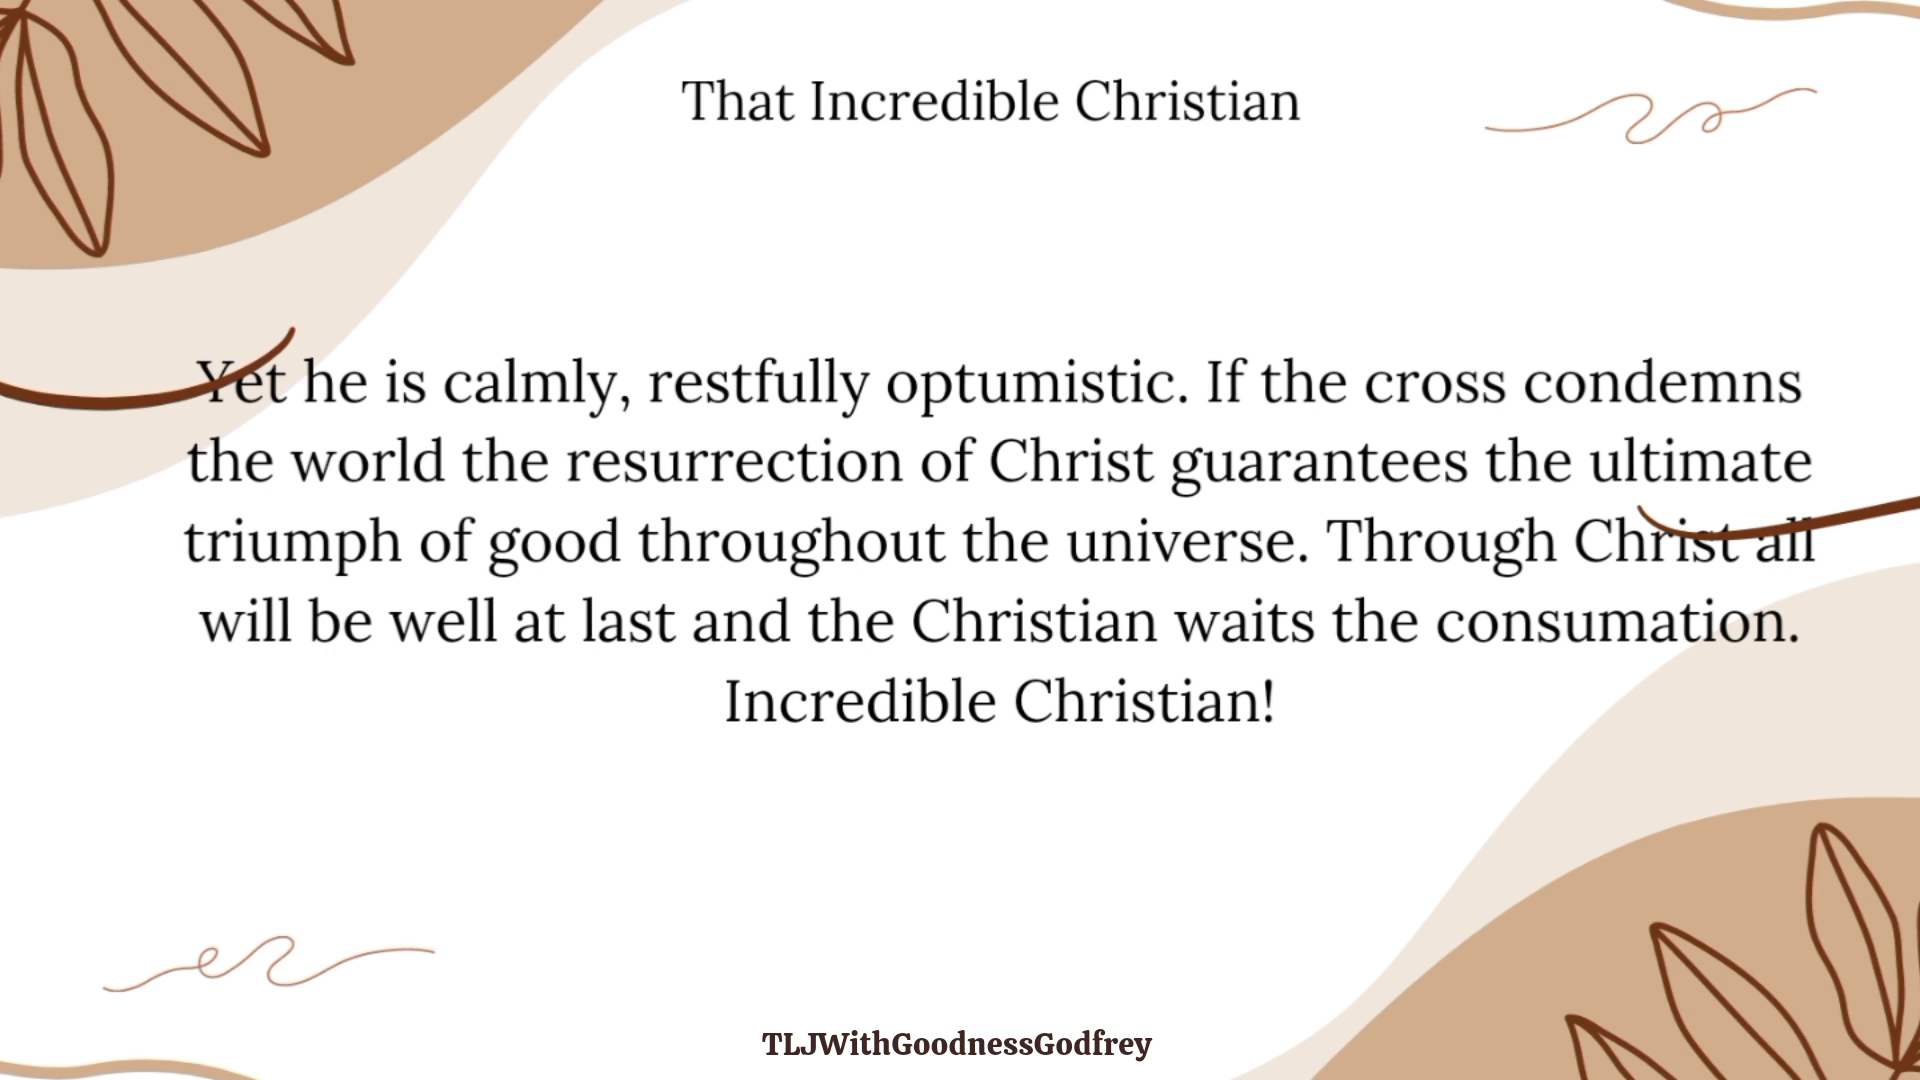 That Incredible Christian
Yet he is calmly, restfully optumistic. If the cross condemns
the world the resurrection of Christ guarantees the ultimate
triumph of good throughout the universe. Through Christ all
will be well at last and the Christian waits the consumation.
Incredible Christian!
TLJWithGoodnessGodfrey